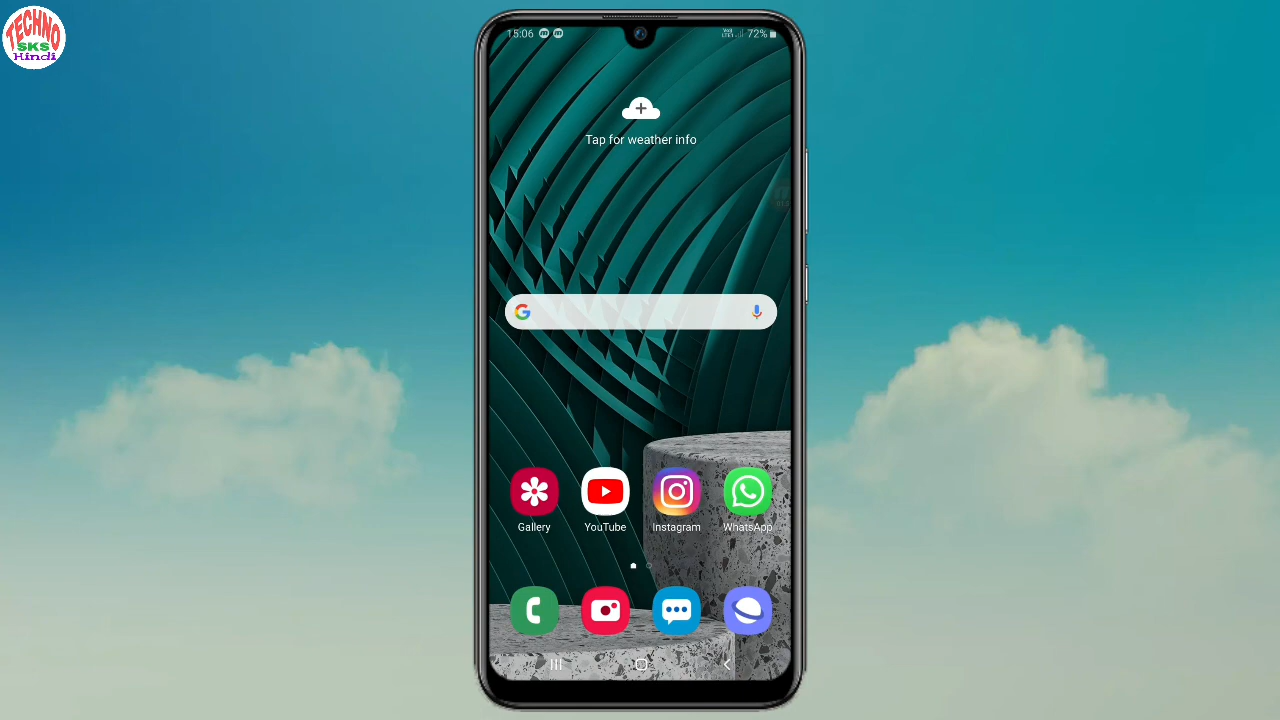 TECHNO
SKS
Hindi
15:06
72%
Tap for weather info
Gallery
YouTube
Instagram
WhatsApp